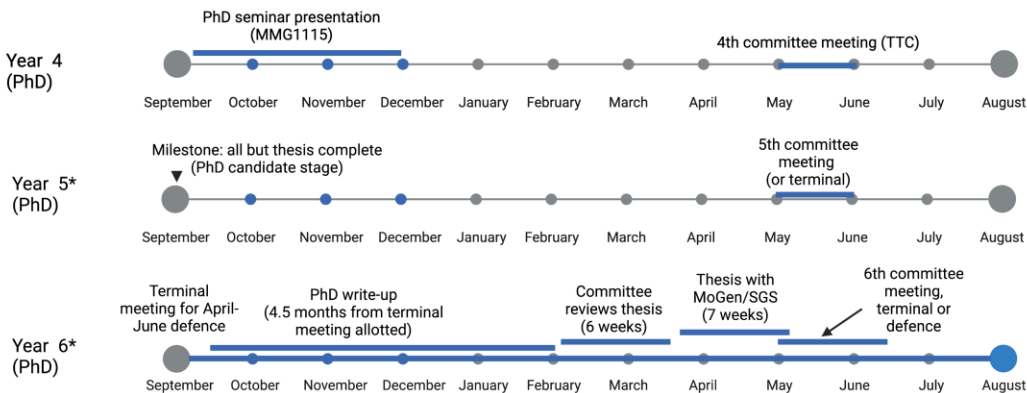 PhD seminar presentation
(MMG1115)
4th committee meeting (TTC)
Year 4
(PhD)
September October November December January February March April May June July August
Milestone: all but thesis complete
(PhD candidate stage)
5th committee
meeting
(or terminal)
Year 5*
(PhD)
September October November December January February March April May June July August
Terminal
meeting for April-
June defence
PhD write-up
(4.5 months from terminal
meeting allotted)
Committee
reviews thesis
(6 weeks)
Thesis with
MoGen/SGS
(7 weeks)
6th committee
meeting,
terminal or
defence
Year 6*
(PhD)
September October November December January February March April May June July August